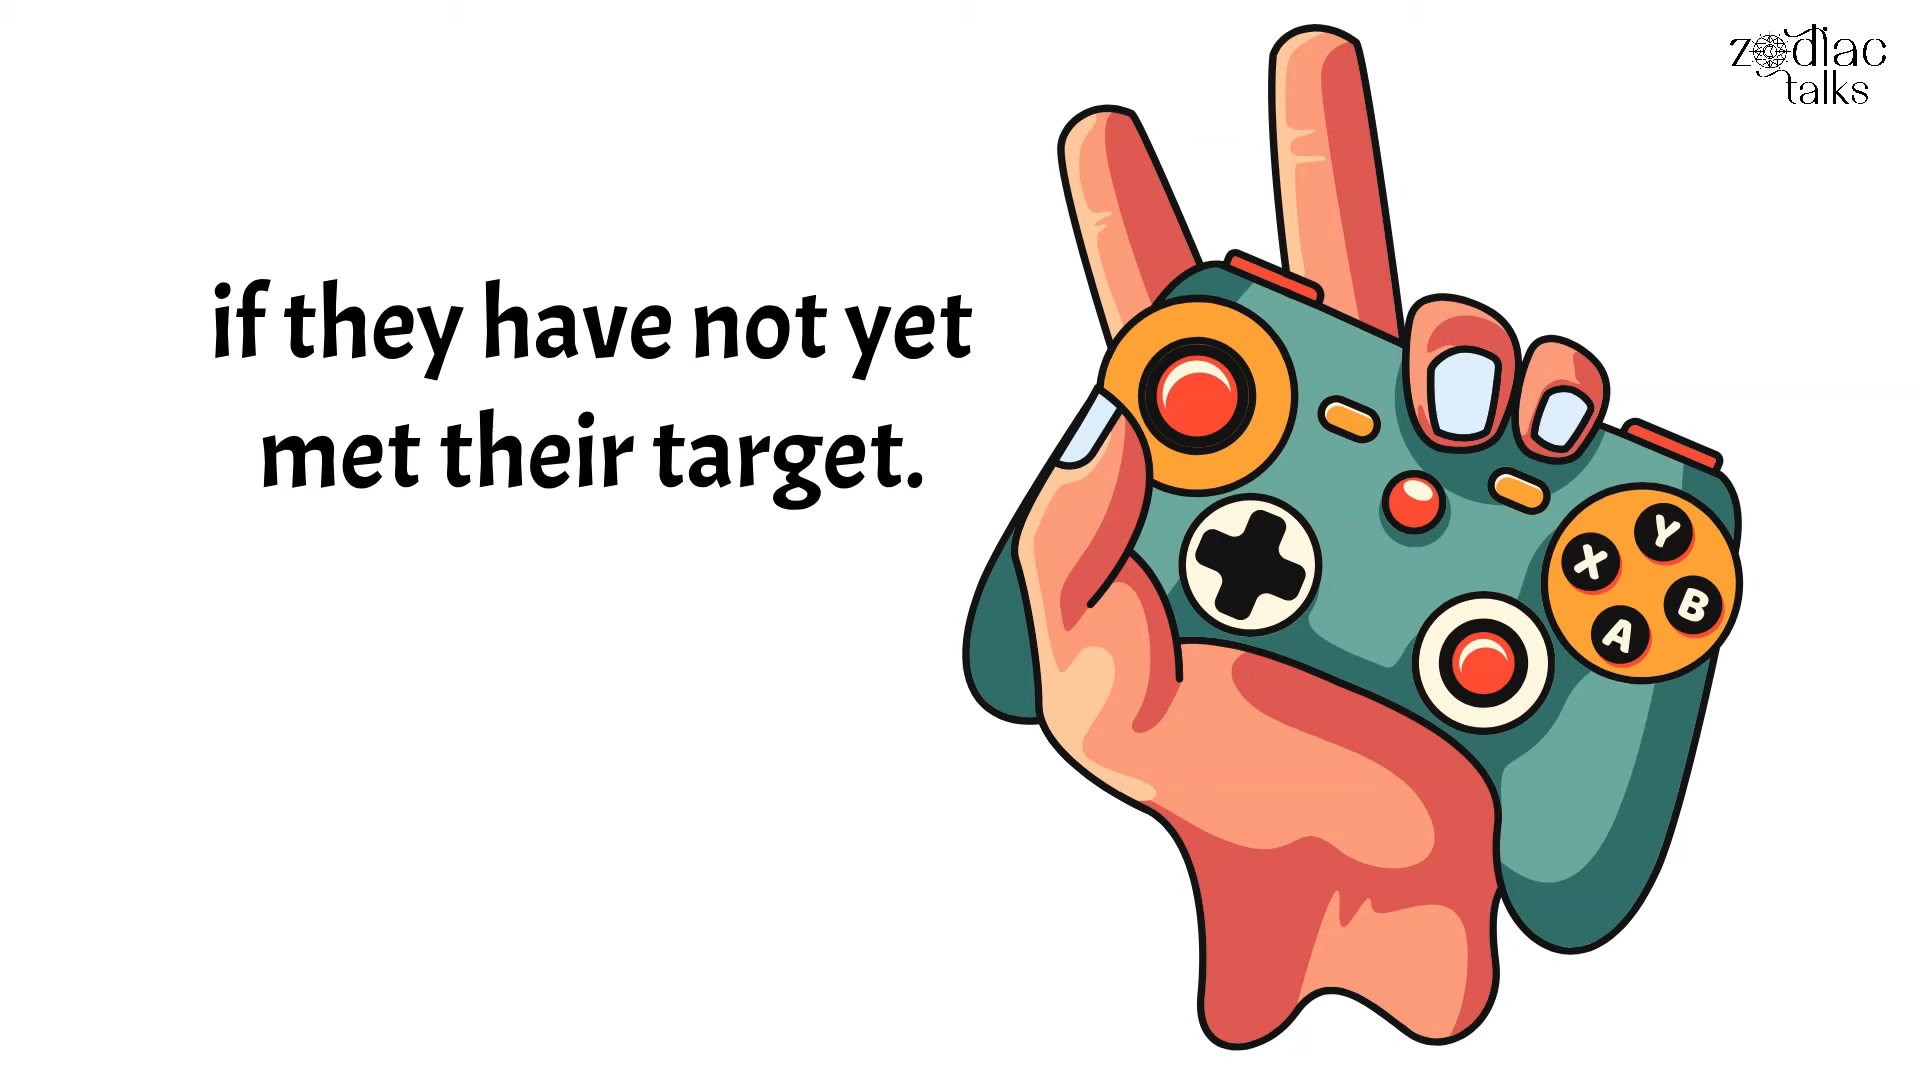 zodiac
talks
if they have not yet
met their target.
Y
X
B
A